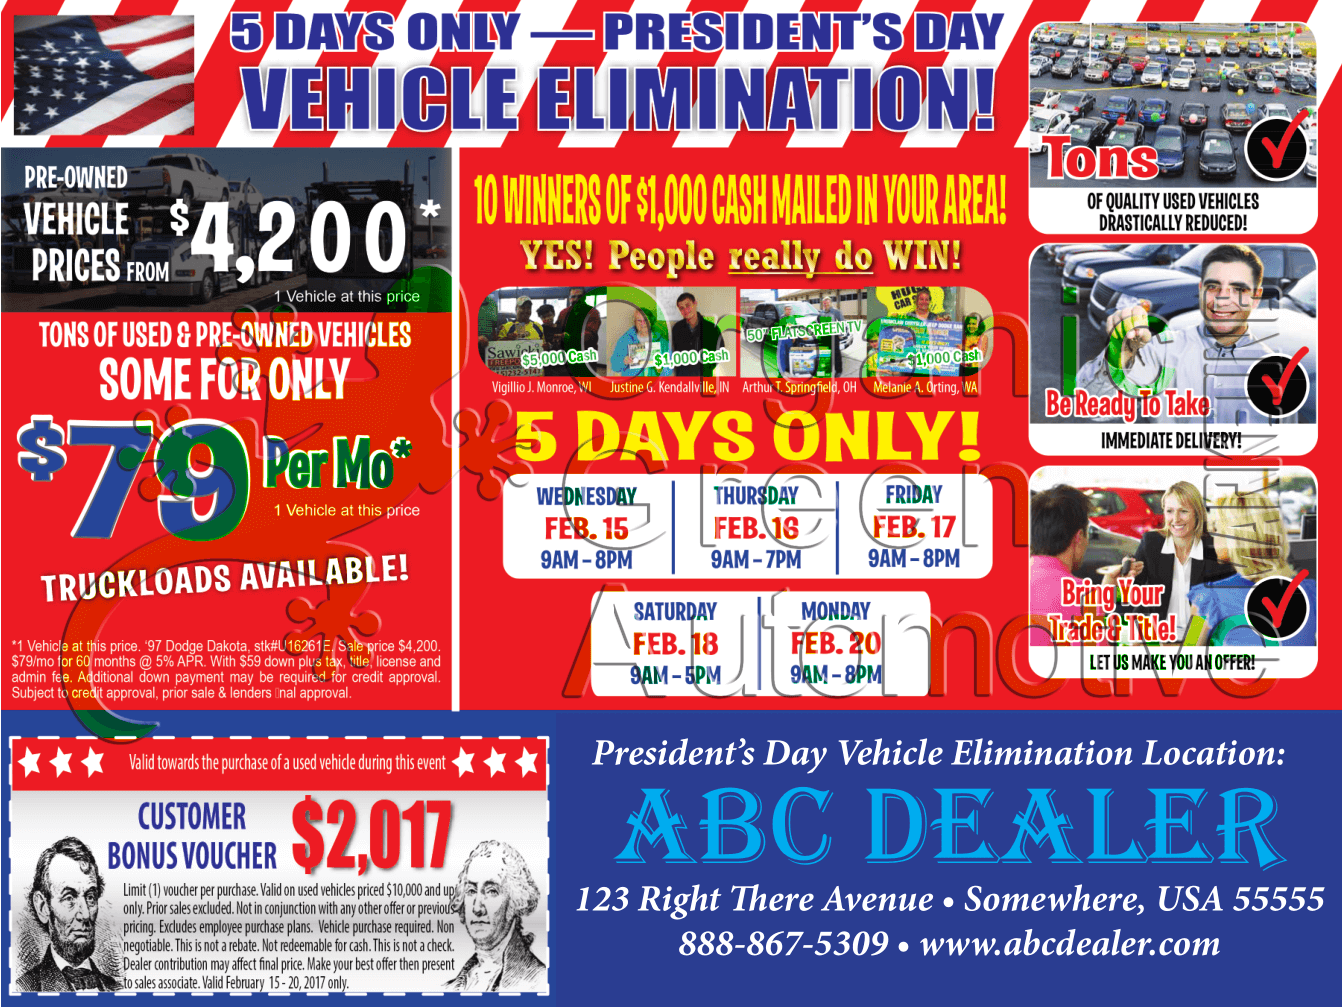 5 DAYS ONLY — PRESIDENT'S DAY
VEHICLE ELIMINATION!
PRE-OWNED
VEHICLE
PRICES FROM
$4,200*
1 Vehicle at this price
TONS OF USED & PRE-OWNED VEHICLES
SOME FOR ONLY
$79 Per Mo*
1 Vehicle at this price
TRUCKLOADS AVAILABLE!
*1 Vehicle at this price. '97 Dodge Dakota, stk#U16261E, Sale price $4,200.
$79/mo for 60 months @ 5% APR. With $59 down plus tax, title, license and
admin fee. Additional down payment may be required for credit approval.
Subject to credit approval, prior sale & lenders nal approval.
10 WINNERS OF $1,000 CASH MAILED IN YOUR AREA!
YES! People really do WIN!
$5,000 Cash
$1,000 Cash
50" FLATSCREEN TV
$1,000 Cash
Vigillio J. Monroe, WI
Justine G. Kendallville, IN
Arthur T. Springfield, OH
Melanie A. Orting, WA
5 DAYS ONLY!
WEDNESDAY
FEB. 15
9AM – 8PM
THURSDAY
FEB. 16
9AM – 7PM
FRIDAY
FEB. 17
9AM – 8PM
SATURDAY
FEB. 18
9AM – 5PM
MONDAY
FEB. 20
9AM – 8PM
Tons
OF QUALITY USED VEHICLES
DRASTICALLY REDUCED!
Be Ready To Take
IMMEDIATE DELIVERY!
Bring Your
Trade & Title!
LET US MAKE YOU AN OFFER!
Organic
Green
Automotive
Valid towards the purchase of a used vehicle during this event
CUSTOMER
BONUS VOUCHER
$2,017
Limit (1) voucher per purchase. Valid on used vehicles priced $10,000 and up
only. Prior sales excluded. Not in conjunction with any other offer or previous
pricing. Excludes employee purchase plans. Vehicle purchase required. Non
negotiable. This is not a rebate. Not redeemable for cash. This is not a check.
Dealer contribution may affect final price. Make your best offer then present
to sales associate. Valid February 15 - 20, 2017 only.
President's Day Vehicle Elimination Location:
ABC DEALER
123 Right There Avenue • Somewhere, USA 55555
888-867-5309 • www.abcdealer.com